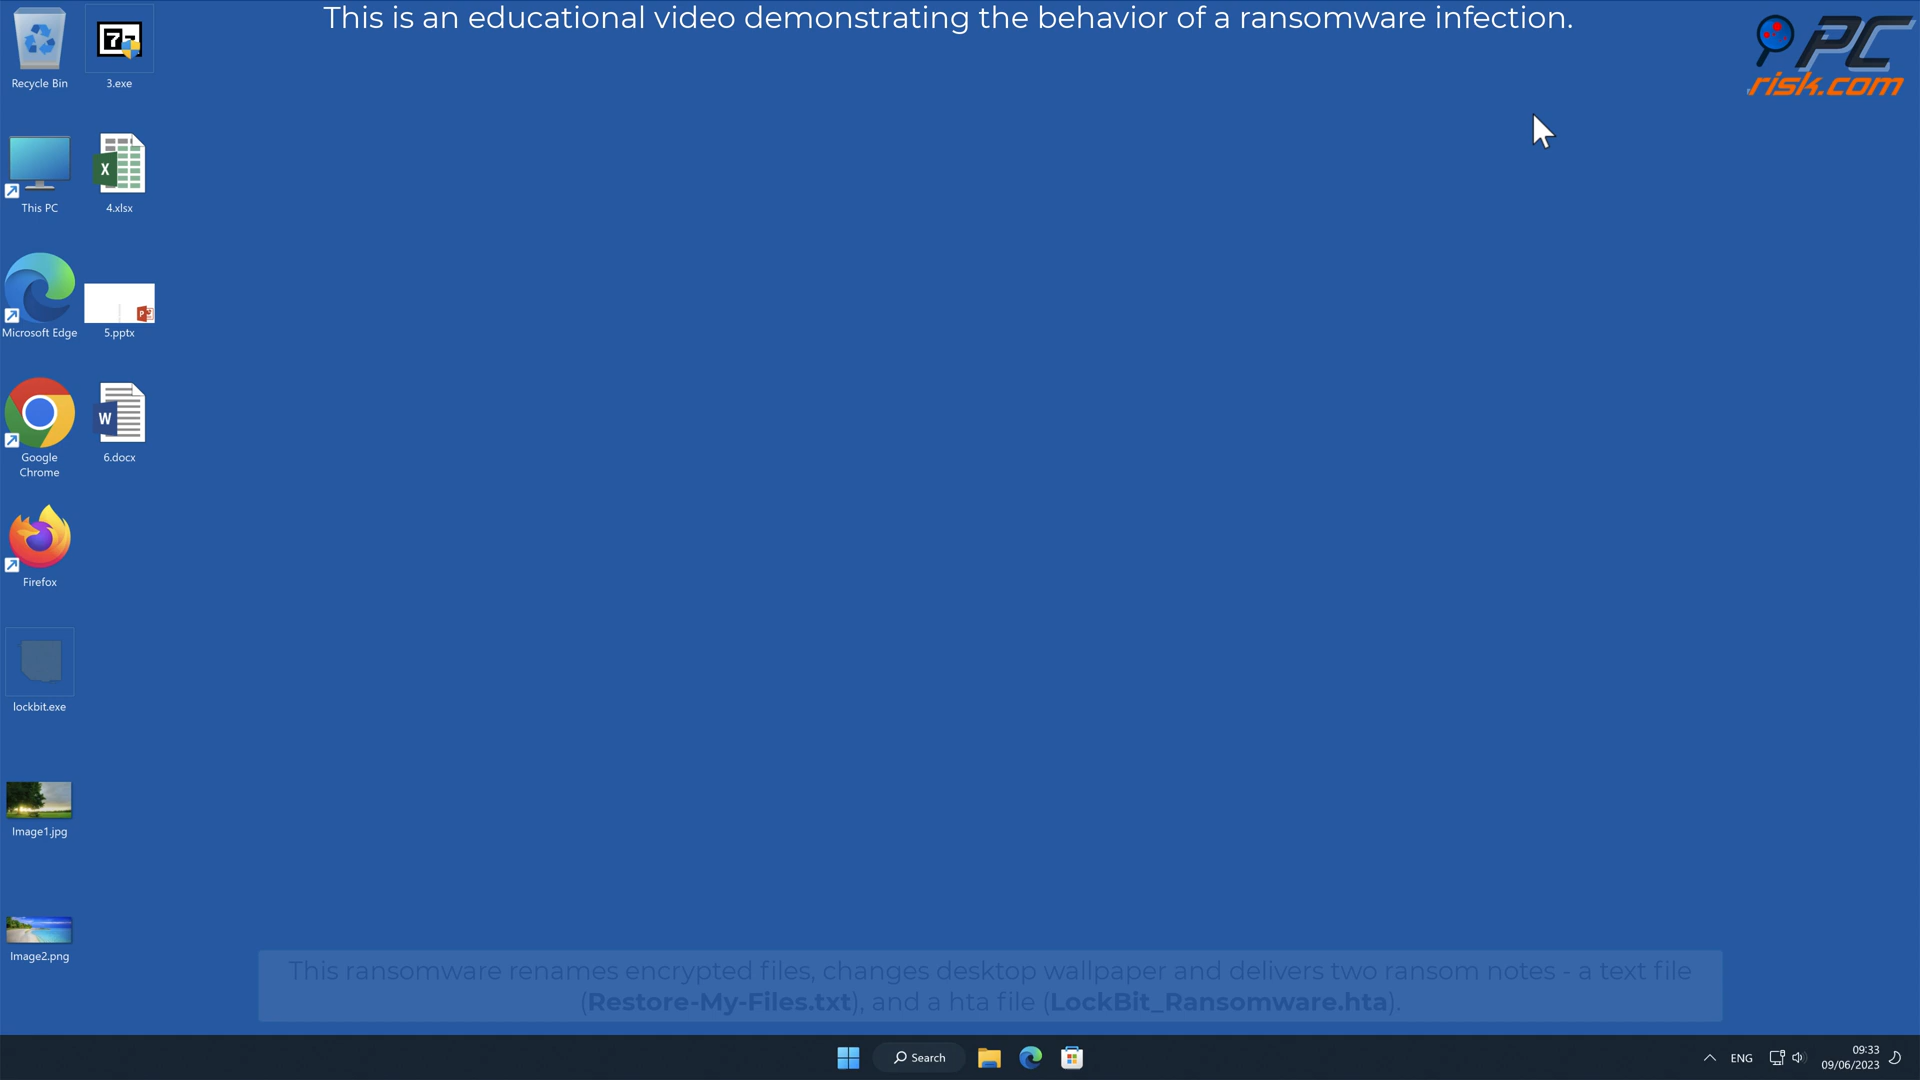 This is an educational video demonstrating the behavior of a ransomware infection.
PC
risk.com
Recycle Bin
3.exe
This PC
4.xlsx
Microsoft Edge
5.pptx
Google
Chrome
6.docx
Firefox
lockbit.exe
Image1.jpg
Image2.png
This ransomware renames encrypted files, changes desktop wallpaper and delivers two ransom notes - a text file
(Restore-My-Files.txt), and a hta file (LockBit_Ransomware.hta).
Search
ENG
09:33
09/06/2023